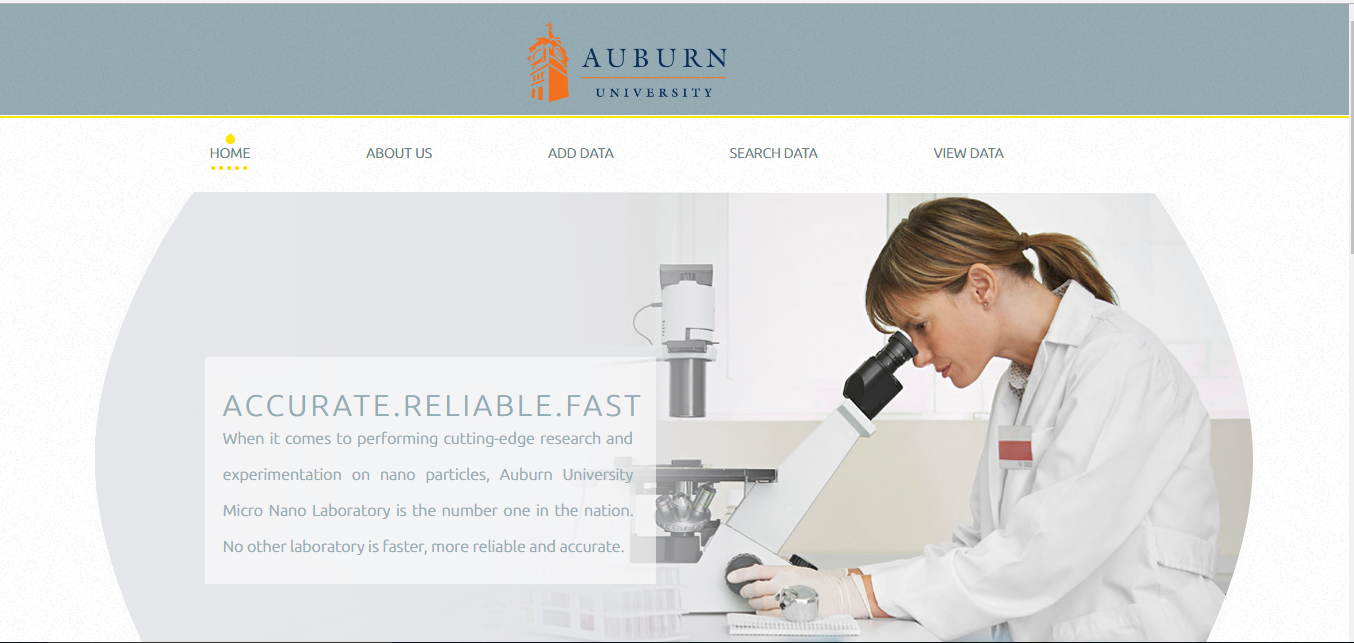 AUBURN
UNIVERSITY
HOME
ABOUT US
ADD DATA
SEARCH DATA
VIEW DATA
ACCURATE.RELIABLE.FAST
When it comes to performing cutting-edge research and
experimentation on nano particles, Auburn University
Micro Nano Laboratory is the number one in the nation.
No other laboratory is faster, more reliable and accurate.